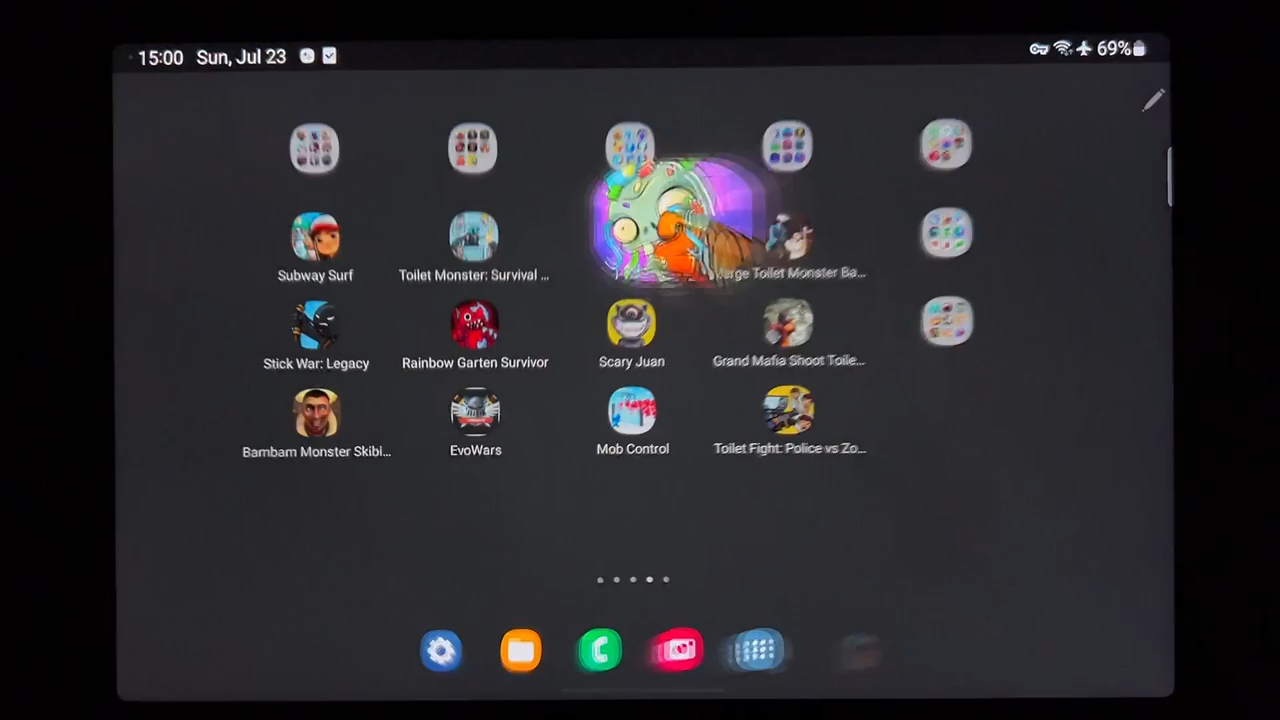 15:00 Sun, Jul 23
69%
Subway Surf
Toilet Monster: Survival ...
erge Toilet Monster Ba...
Stick War: Legacy
Rainbow Garten Survivor
Scary Juan
Grand Mafia Shoot Toile...
Bambam Monster Skibi...
EvoWars
Mob Control
Toilet Fight: Police vs Zo...